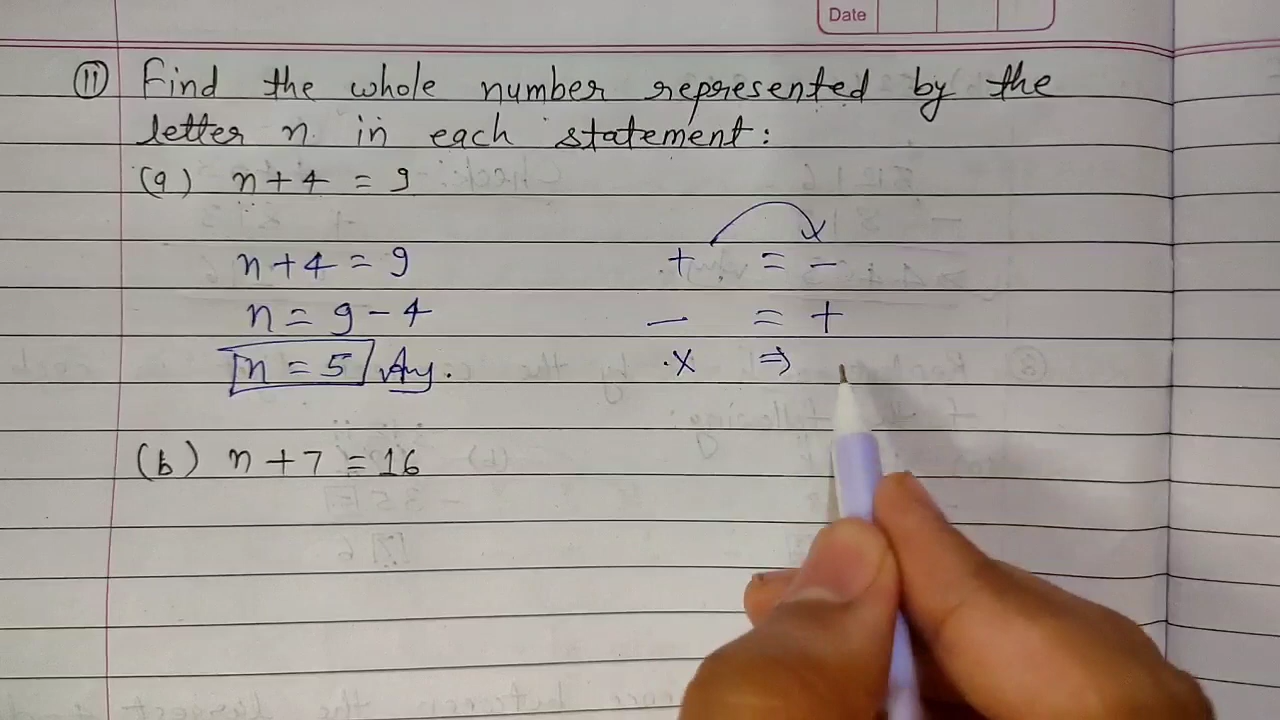 Date
(11) Find the whole number represented by the
letter n in each statement:
(a) n + 4 = 9
n + 4 = 9
n = 9 - 4
n = 5 Ans.
+ = -
- = +
× ⇒
(b) n + 7 = 16